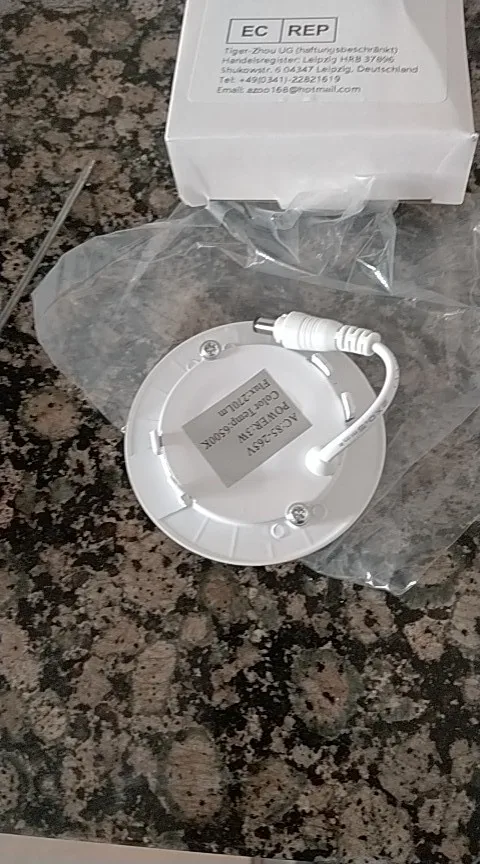 EC REP
Tiger-Zhou UG (haftungsbeschränkt)
Handelsregister: Leipzig HRB 37896
Shukowstr. 6 04347 Leipzig, Deutschland
Tel: +49(0341)-22821619
Email: azoo168@hotmail.com
AC:85-265V
POWER:3W
Color Temp:6500K
Flux:270Lm